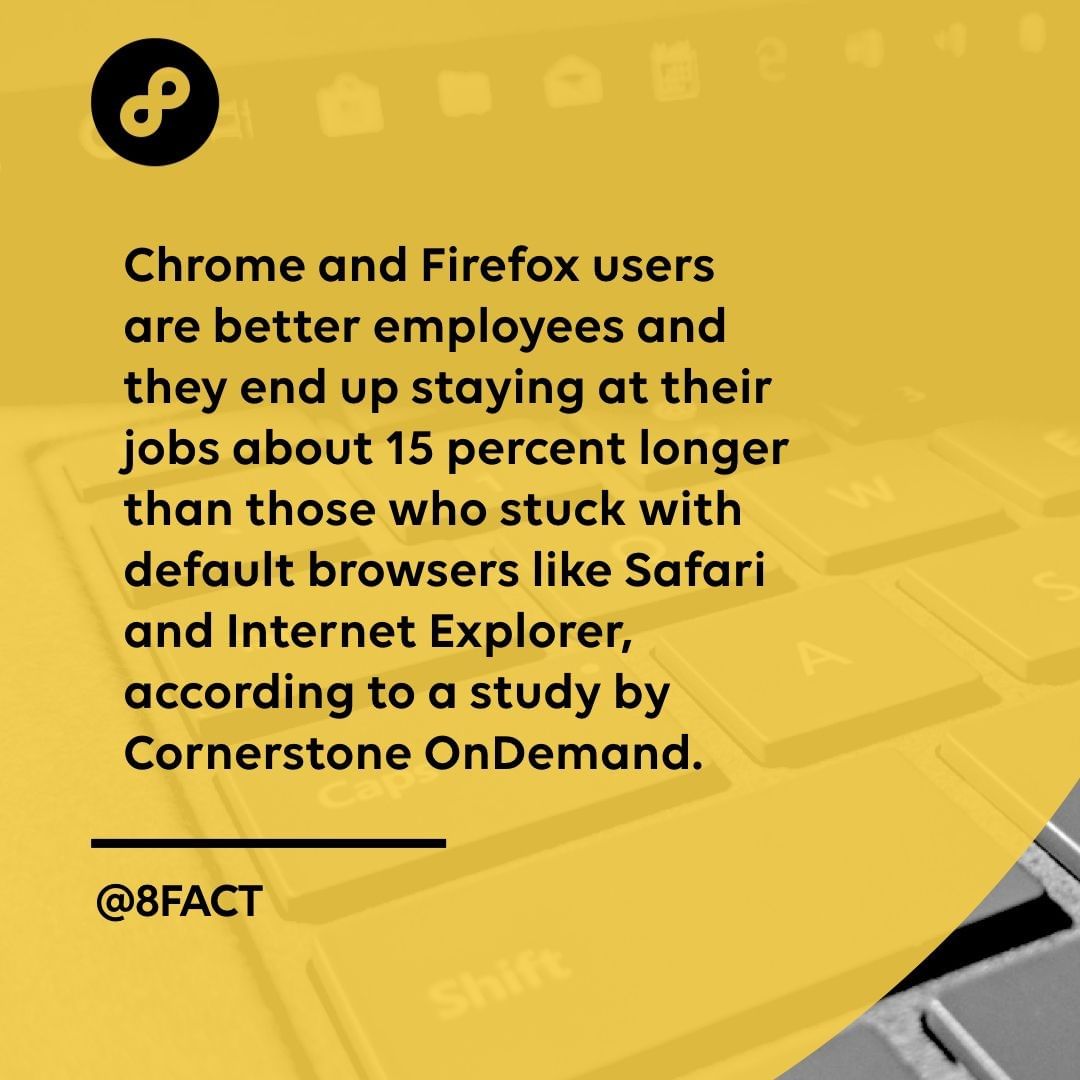 Chrome and Firefox users
are better employees and
they end up staying at their
jobs about 15 percent longer
than those who stuck with
default browsers like Safari
and Internet Explorer,
according to a study by
Cornerstone OnDemand.
@8FACT
W
S
A
Caps
Shift